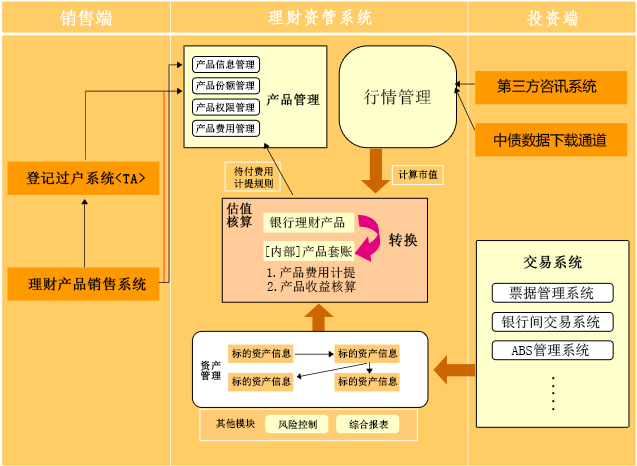 销售端
理财资管系统
投资端
产品信息管理
产品份额管理
产品权限管理
产品费用管理
产品管理
行情管理
第三方咨讯系统
中债数据下载通道
登记过户系统<TA>
理财产品销售系统
待付费用
计提规则
计算市值
估值
核算
银行理财产品
[内部]产品套账
转换
1.产品费用计提
2.产品收益核算
交易系统
票据管理系统
银行间交易系统
ABS管理系统
资产
管理
标的资产信息
标的资产信息
标的资产信息
标的资产信息
其他模块
风险控制
综合报表